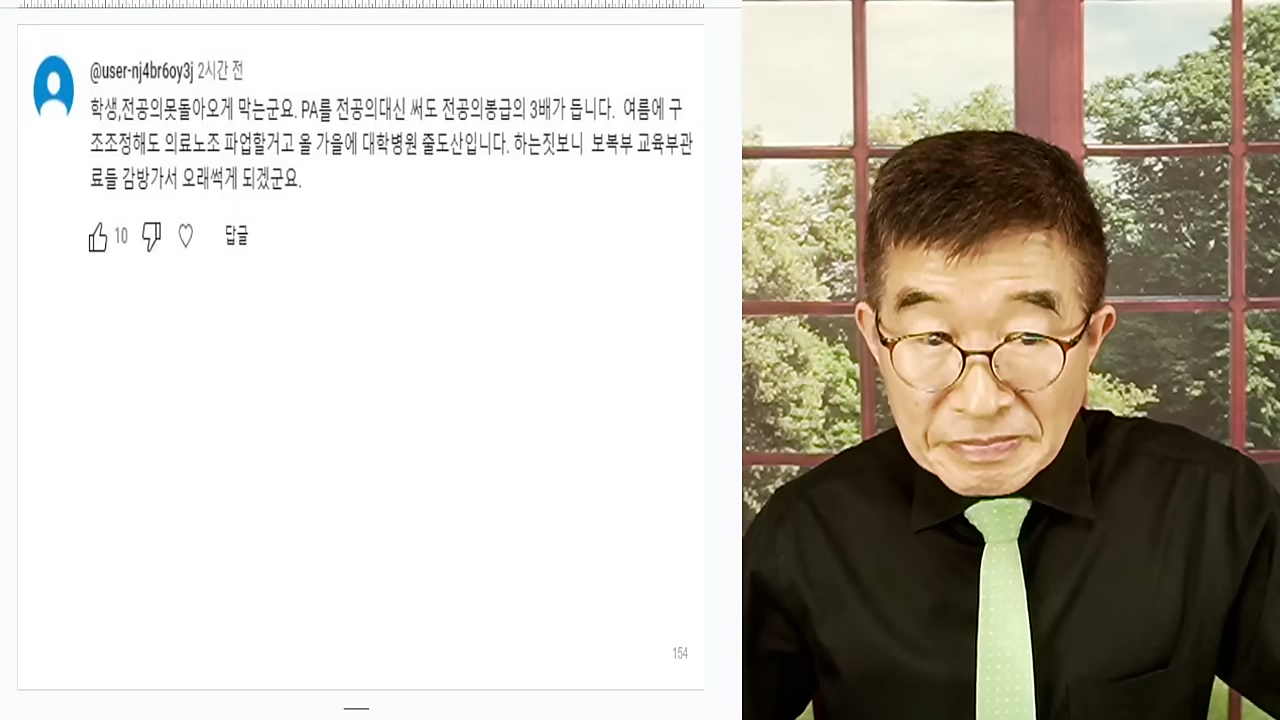 @user-nj4br6oy3j 2시간 전
학생,전공의못돌아오게 막는군요. PA를 전공의대신 써도 전공의봉급의 3배가 듭니다. 여름에 구
조조정해도 의료노조 파업할거고 올 가을에 대학병원 줄도산입니다. 하는짓보니 보복부 교육부관
료들 감방가서 오래썩게 되겠군요.
10 답글
154